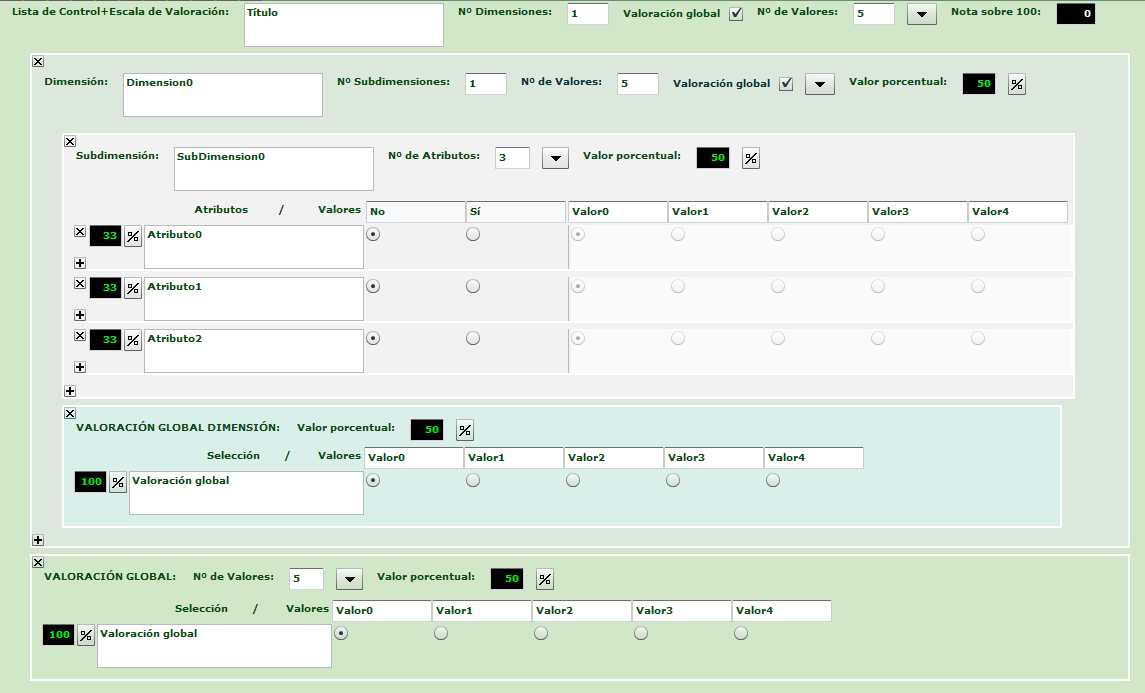 Lista de Control+Escala de Valoración: Título Nº Dimensiones: 1 Valoración global Nº de Valores: 5 Nota sobre 100: 0
Dimensión: Dimension0 Nº Subdimensiones: 1 Nº de Valores: 5 Valoración global Valor porcentual: 50 %
Subdimensión: SubDimension0 Nº de Atributos: 3 Valor porcentual: 50 %
Atributos / Valores No Sí Valor0 Valor1 Valor2 Valor3 Valor4
33 % Atributo0
33 % Atributo1
33 % Atributo2
VALORACIÓN GLOBAL DIMENSIÓN: Valor porcentual: 50 %
Selección / Valores Valor0 Valor1 Valor2 Valor3 Valor4
100 % Valoración global
VALORACIÓN GLOBAL: Nº de Valores: 5 Valor porcentual: 50 %
Selección / Valores Valor0 Valor1 Valor2 Valor3 Valor4
100 % Valoración global